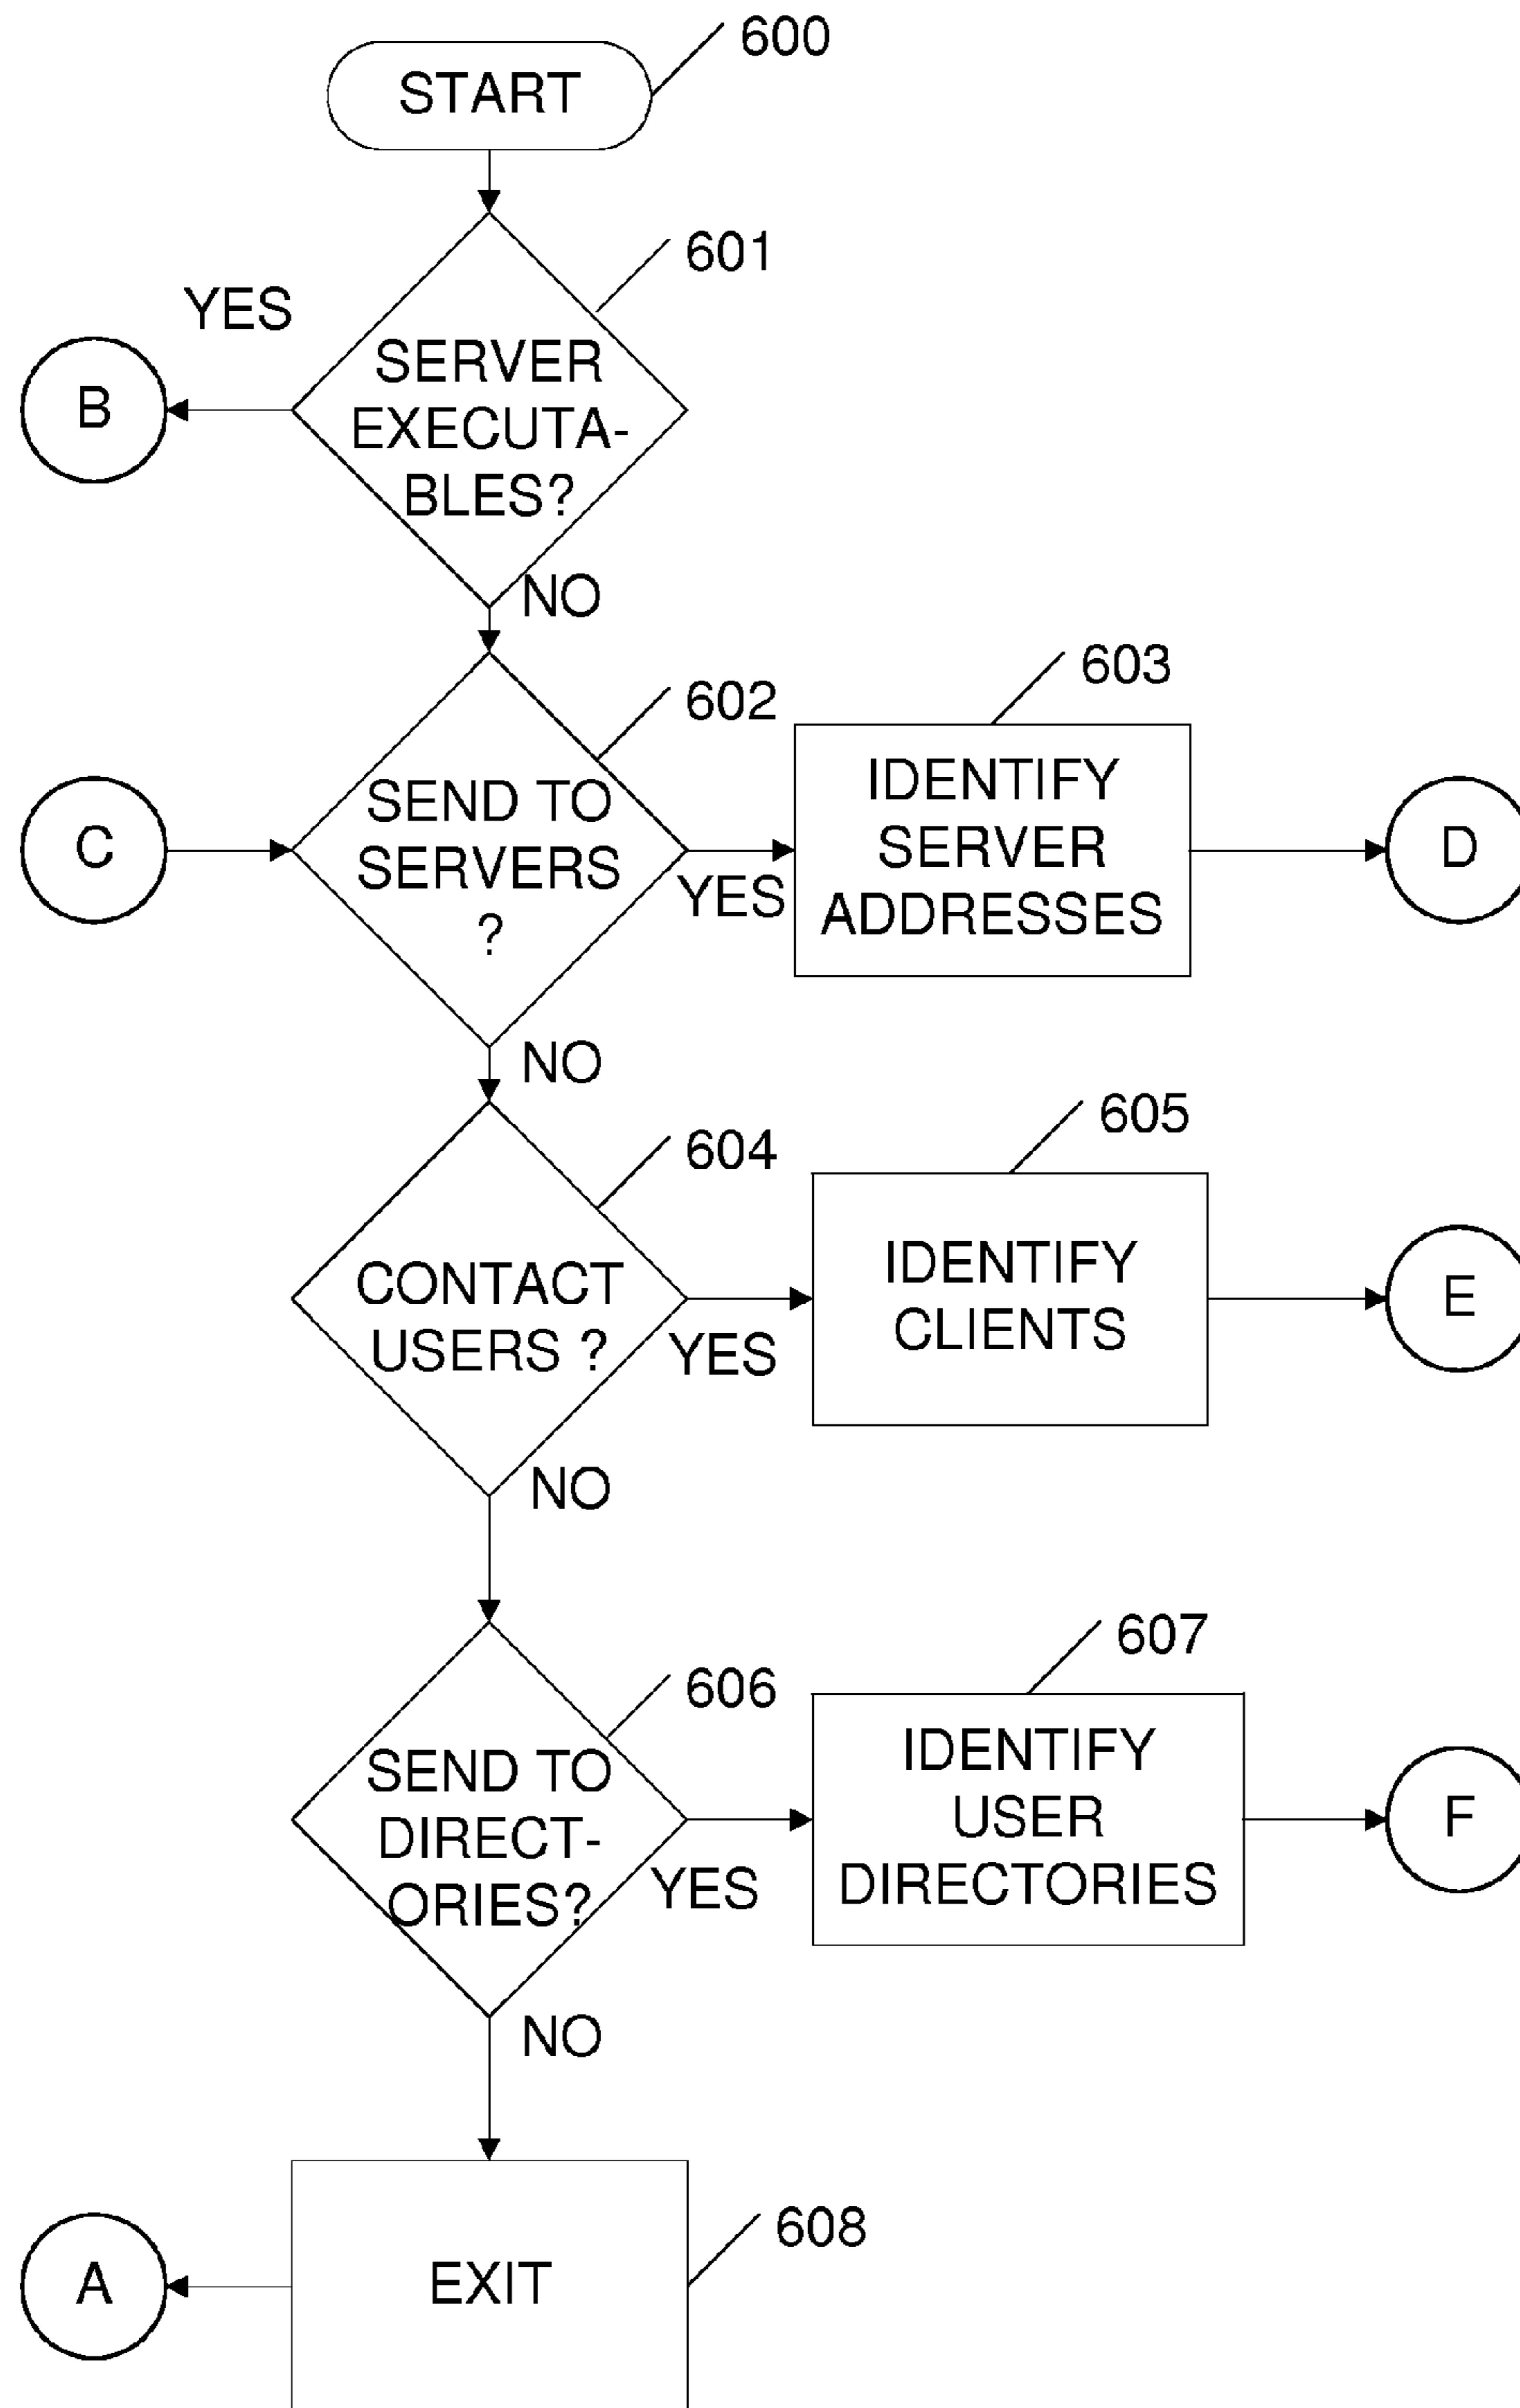 600
START
601
YES
SERVER
EXECUTA-
BLES?
B
NO
602
603
SEND TO
SERVERS
?
C
YES
IDENTIFY
SERVER
ADDRESSES
D
NO
604
605
CONTACT
USERS ?
YES
IDENTIFY
CLIENTS
E
NO
606
607
SEND TO
DIRECT-
ORIES?
YES
IDENTIFY
USER
DIRECTORIES
F
NO
608
EXIT
A